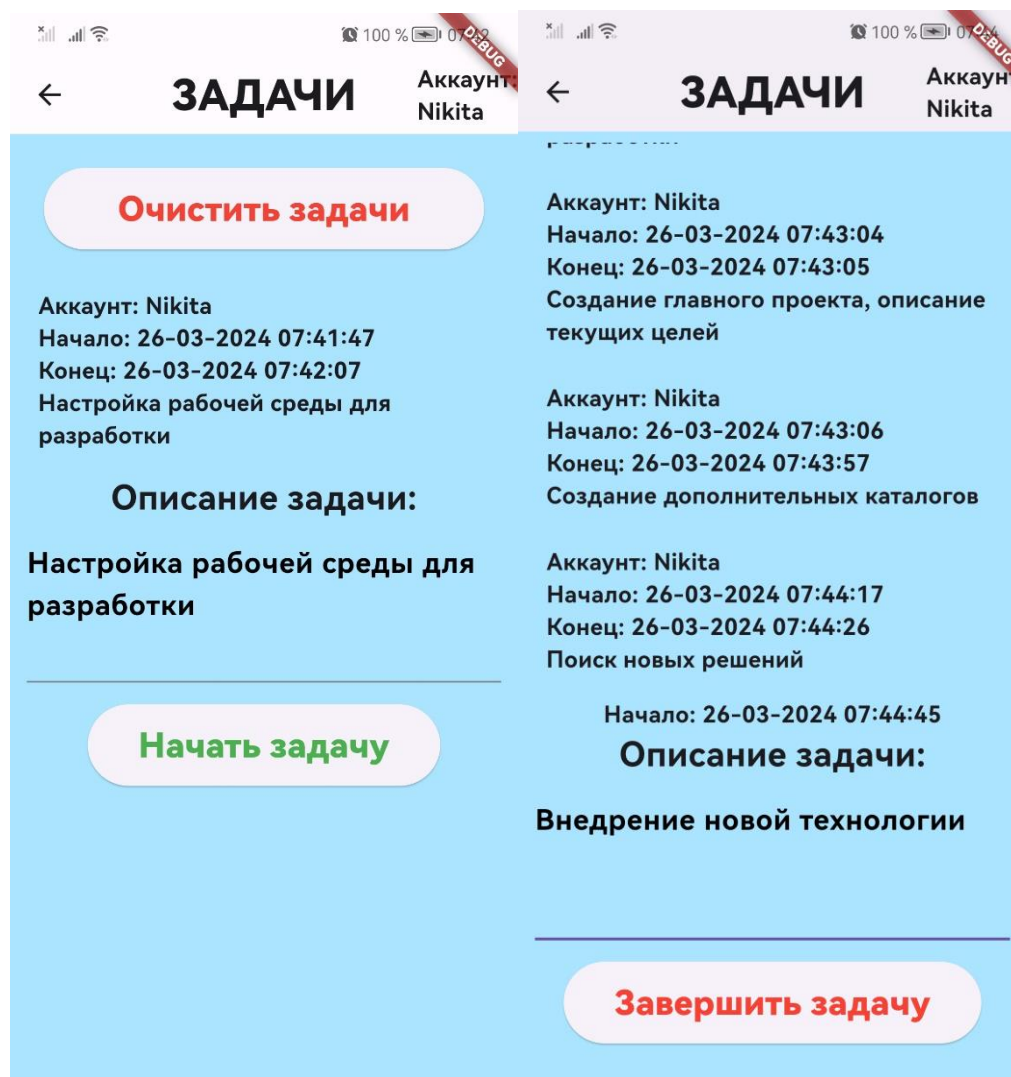 100 %
DEBUG
ЗАДАЧИ
Аккаунт:
Nikita
Очистить задачи
Аккаунт: Nikita
Начало: 26-03-2024 07:41:47
Конец: 26-03-2024 07:42:07
Настройка рабочей среды для
разработки
Описание задачи:
Настройка рабочей среды для
разработки
Начать задачу
100 %
DEBUG
ЗАДАЧИ
Аккаунт
Nikita
Аккаунт: Nikita
Начало: 26-03-2024 07:43:04
Конец: 26-03-2024 07:43:05
Создание главного проекта, описание
текущих целей
Аккаунт: Nikita
Начало: 26-03-2024 07:43:06
Конец: 26-03-2024 07:43:57
Создание дополнительных каталогов
Аккаунт: Nikita
Начало: 26-03-2024 07:44:17
Конец: 26-03-2024 07:44:26
Поиск новых решений
Начало: 26-03-2024 07:44:45
Описание задачи:
Внедрение новой технологии
Завершить задачу